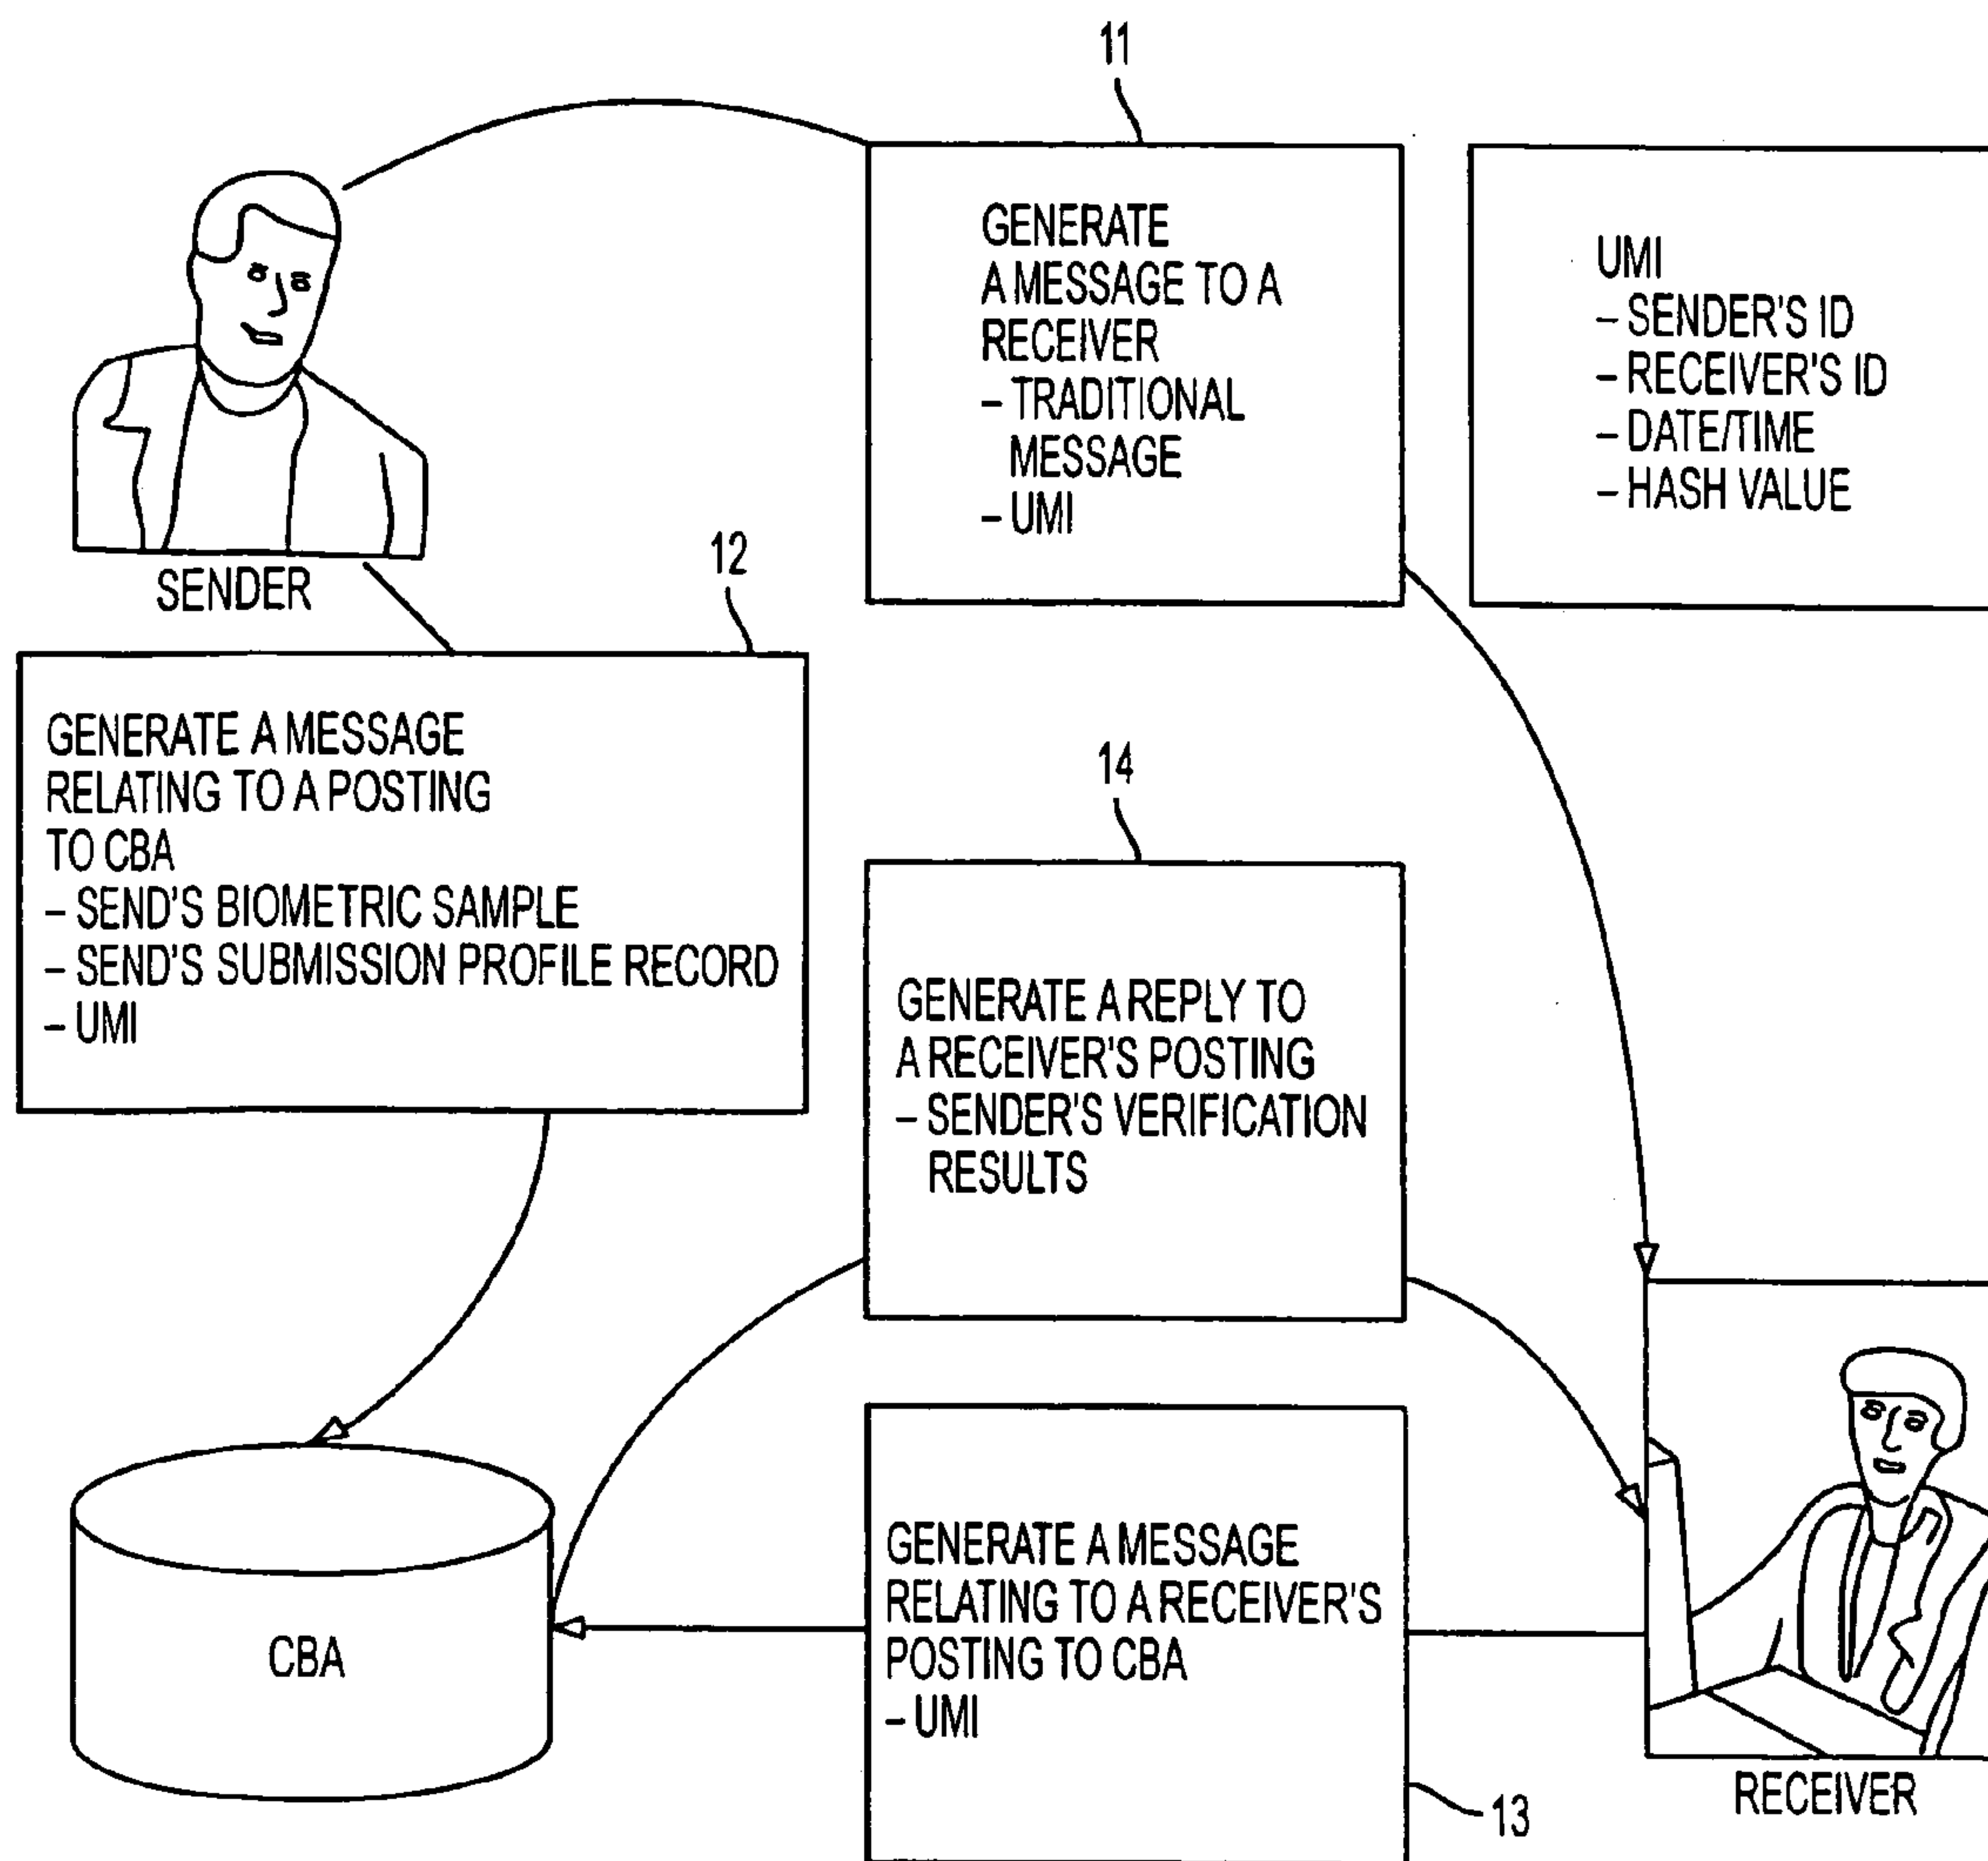 11
GENERATE
A MESSAGE TO A
RECEIVER
– TRADITIONAL
MESSAGE
– UMI
UMI
– SENDER'S ID
– RECEIVER'S ID
– DATE/TIME
– HASH VALUE
SENDER
12
GENERATE A MESSAGE
RELATING TO A POSTING
TO CBA
– SEND'S BIOMETRIC SAMPLE
– SEND'S SUBMISSION PROFILE RECORD
– UMI
14
GENERATE A REPLY TO
A RECEIVER'S POSTING
– SENDER'S VERIFICATION
RESULTS
CBA
GENERATE A MESSAGE
RELATING TO A RECEIVER'S
POSTING TO CBA
– UMI
RECEIVER
13